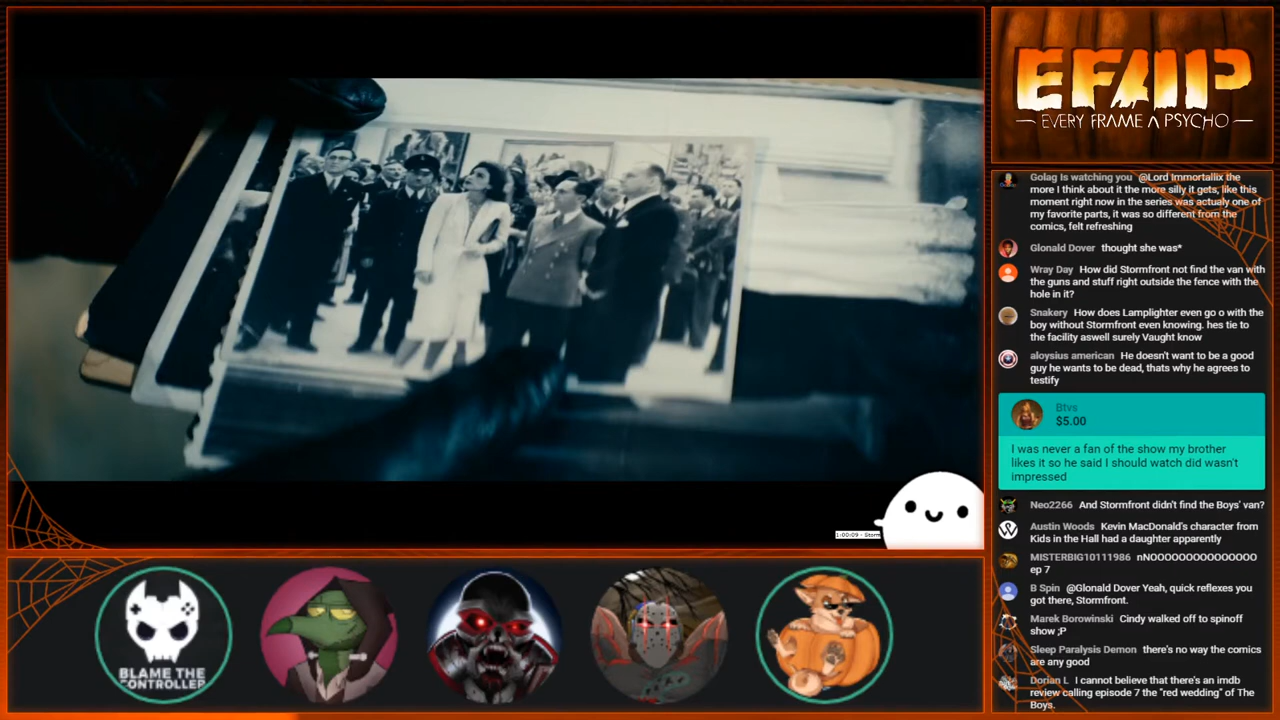 EFAP
EVERY FRAME A PSYCHO
Golag Is watching you @Lord Immortallix the
more I think about it the more silly it gets, like this
moment right now in the series was actualy one of
my favorite parts, it was so different from the
comics, felt refreshing
Glonald Dover thought she was*
Wray Day How did Stormfront not find the van with
the guns and stuff right outside the fence with the
hole in it?
Snakery How does Lamplighter even go o with the
boy without Stormfront even knowing. hes tie to
the facility aswell surely Vaught know
aloysius american He doesn't want to be a good
guy he wants to be dead, thats why he agrees to
testify
Btvs
$5.00
I was never a fan of the show my brother
likes it so he said I should watch did wasn't
impressed
Neo2266 And Stormfront didn't find the Boys' van?
Austin Woods Kevin MacDonald's character from
Kids in the Hall had a daughter apparently
MISTERBIG10111986 nNOOOOOOOOOOOOOOO
ep 7
B Spin @Glonald Dover Yeah, quick reflexes you
got there, Stormfront.
Marek Borowinski Cindy walked off to spinoff
show ;P
Sleep Paralysis Demon there's no way the comics
are any good
Dorian L I cannot believe that there's an imdb
review calling episode 7 the "red wedding" of The
Boys.
1:00:09 - Storm
BLAME THE
CONTROLLER